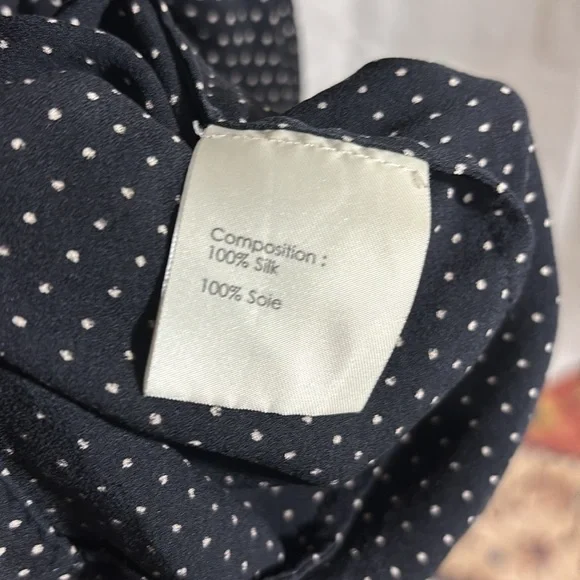 Composition :
100% Silk
100% Soie